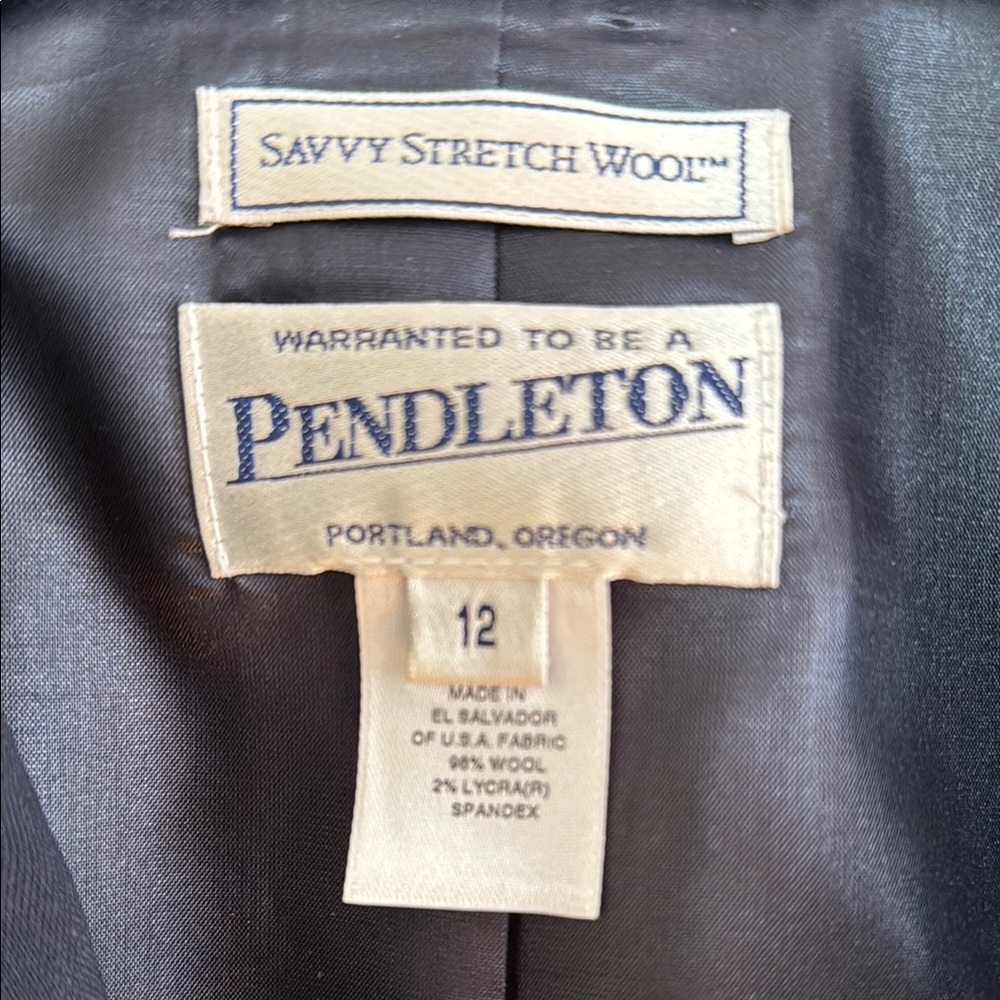 SAVVY STRETCH WOOL™
WARRANTED TO BE A
PENDLETON
PORTLAND, OREGON
12
MADE IN
EL SALVADOR
OF U.S.A. FABRIC
98% WOOL
2% LYCRA(R)
SPANDEX